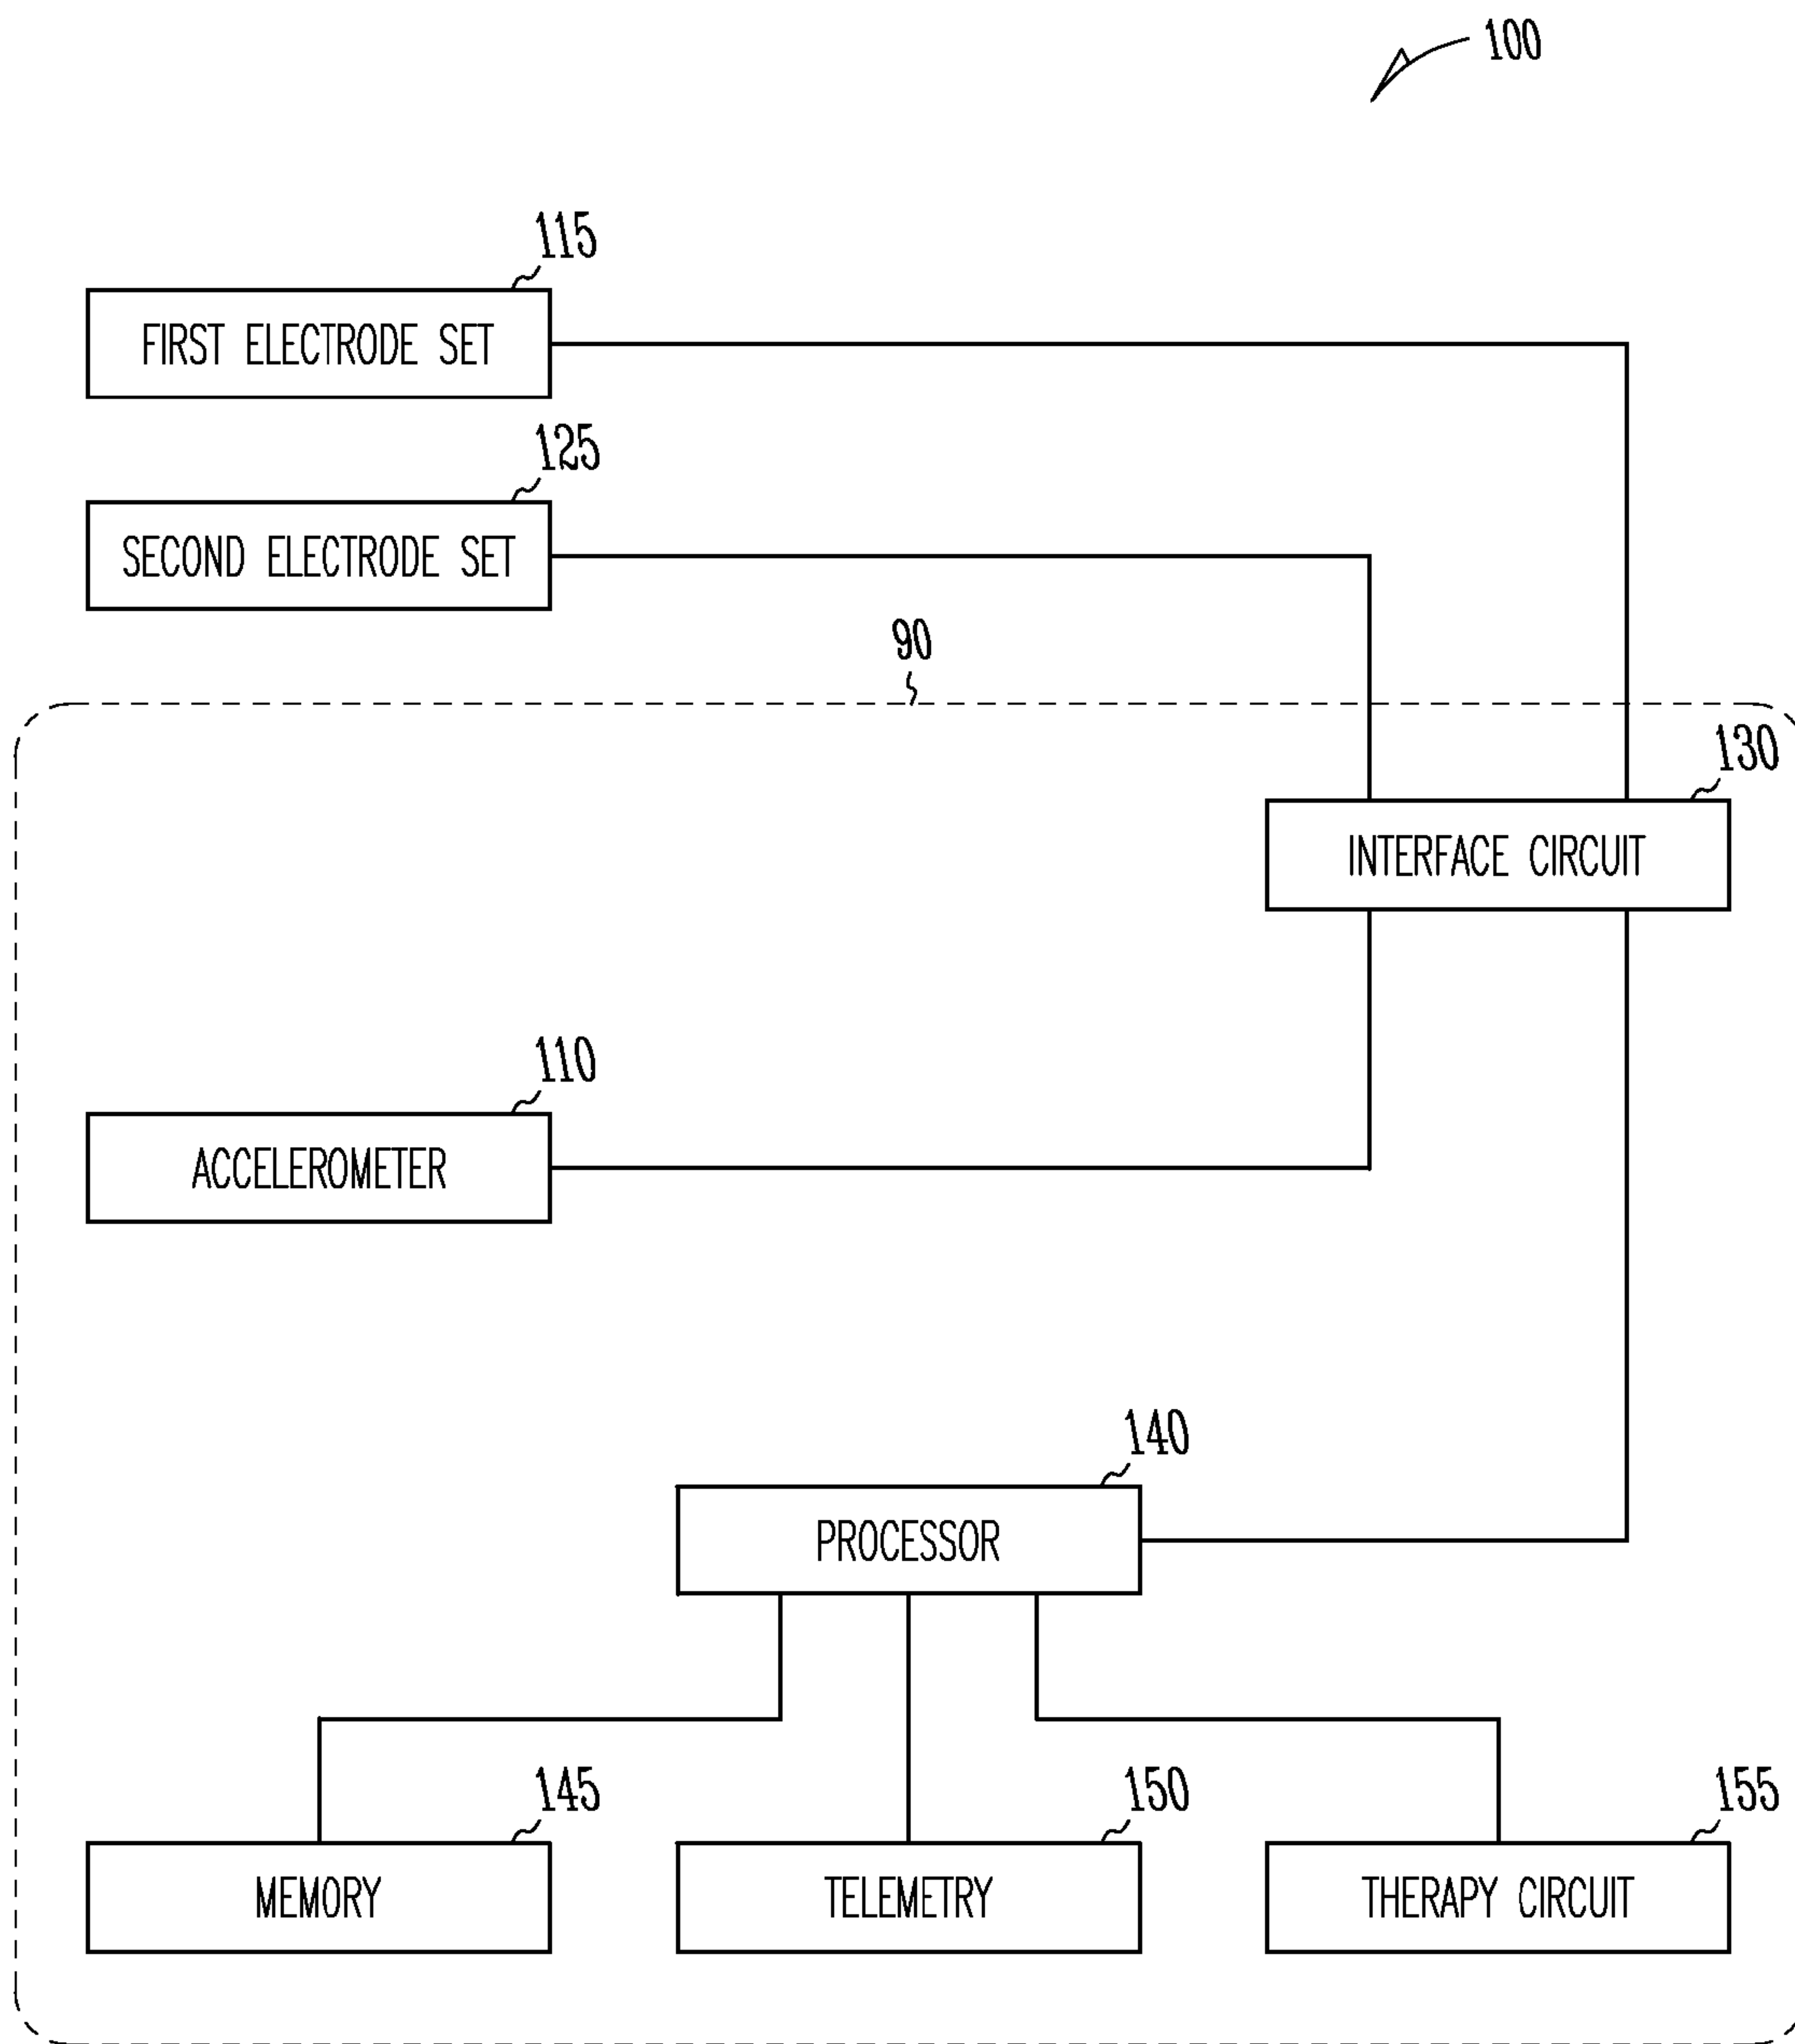 100
115
FIRST ELECTRODE SET
125
SECOND ELECTRODE SET
90
130
INTERFACE CIRCUIT
110
ACCELEROMETER
140
PROCESSOR
145
MEMORY
150
TELEMETRY
155
THERAPY CIRCUIT